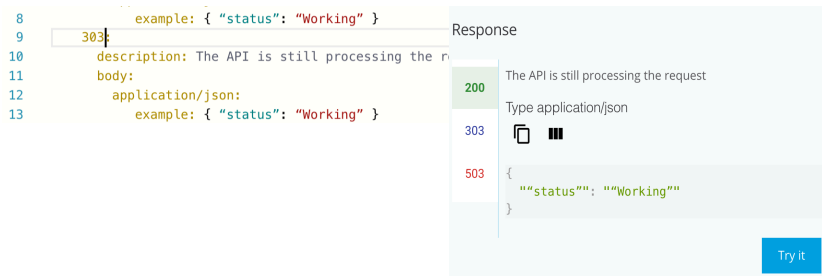 8 example: { “status”: “Working” }
9 303:
10 description: The API is still processing the
11 body:
12 application/json:
13 example: { “status”: “Working” }
Response
200
303
503
The API is still processing the request
Type application/json
{
"“status”": "“Working”"
}
Try it